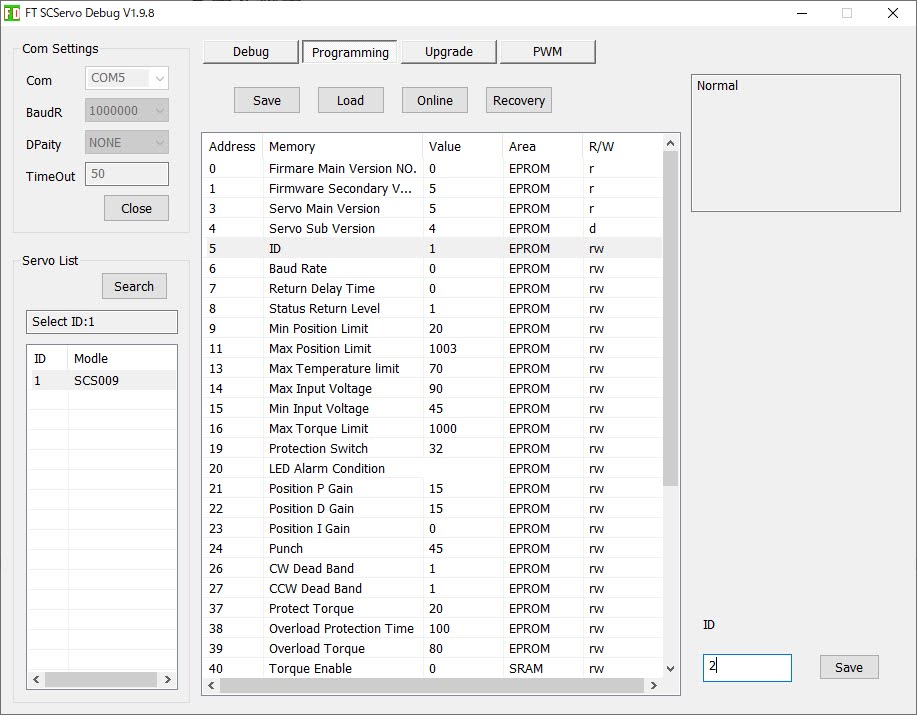 FD FT SCServo Debug V1.9.8
Com Settings
Com COM5
BaudR 1000000
DPaity NONE
TimeOut 50
Close
Servo List
Search
Select ID:1
ID Modle
1 SCS009
Debug Programming Upgrade PWM
Save Load Online Recovery
Address Memory Value Area R/W
0 Firmare Main Version NO. 0 EPROM r
1 Firmware Secondary V... 5 EPROM r
3 Servo Main Version 5 EPROM r
4 Servo Sub Version 4 EPROM d
5 ID 1 EPROM rw
6 Baud Rate 0 EPROM rw
7 Return Delay Time 0 EPROM rw
8 Status Return Level 1 EPROM rw
9 Min Position Limit 20 EPROM rw
11 Max Position Limit 1003 EPROM rw
13 Max Temperature limit 70 EPROM rw
14 Max Input Voltage 90 EPROM rw
15 Min Input Voltage 45 EPROM rw
16 Max Torque Limit 1000 EPROM rw
19 Protection Switch 32 EPROM rw
20 LED Alarm Condition EPROM rw
21 Position P Gain 15 EPROM rw
22 Position D Gain 15 EPROM rw
23 Position I Gain 0 EPROM rw
24 Punch 45 EPROM rw
26 CW Dead Band 1 EPROM rw
27 CCW Dead Band 1 EPROM rw
37 Protect Torque 20 EPROM rw
38 Overload Protection Time 100 EPROM rw
39 Overload Torque 80 EPROM rw
40 Torque Enable 0 SRAM rw
Normal
ID
2 Save